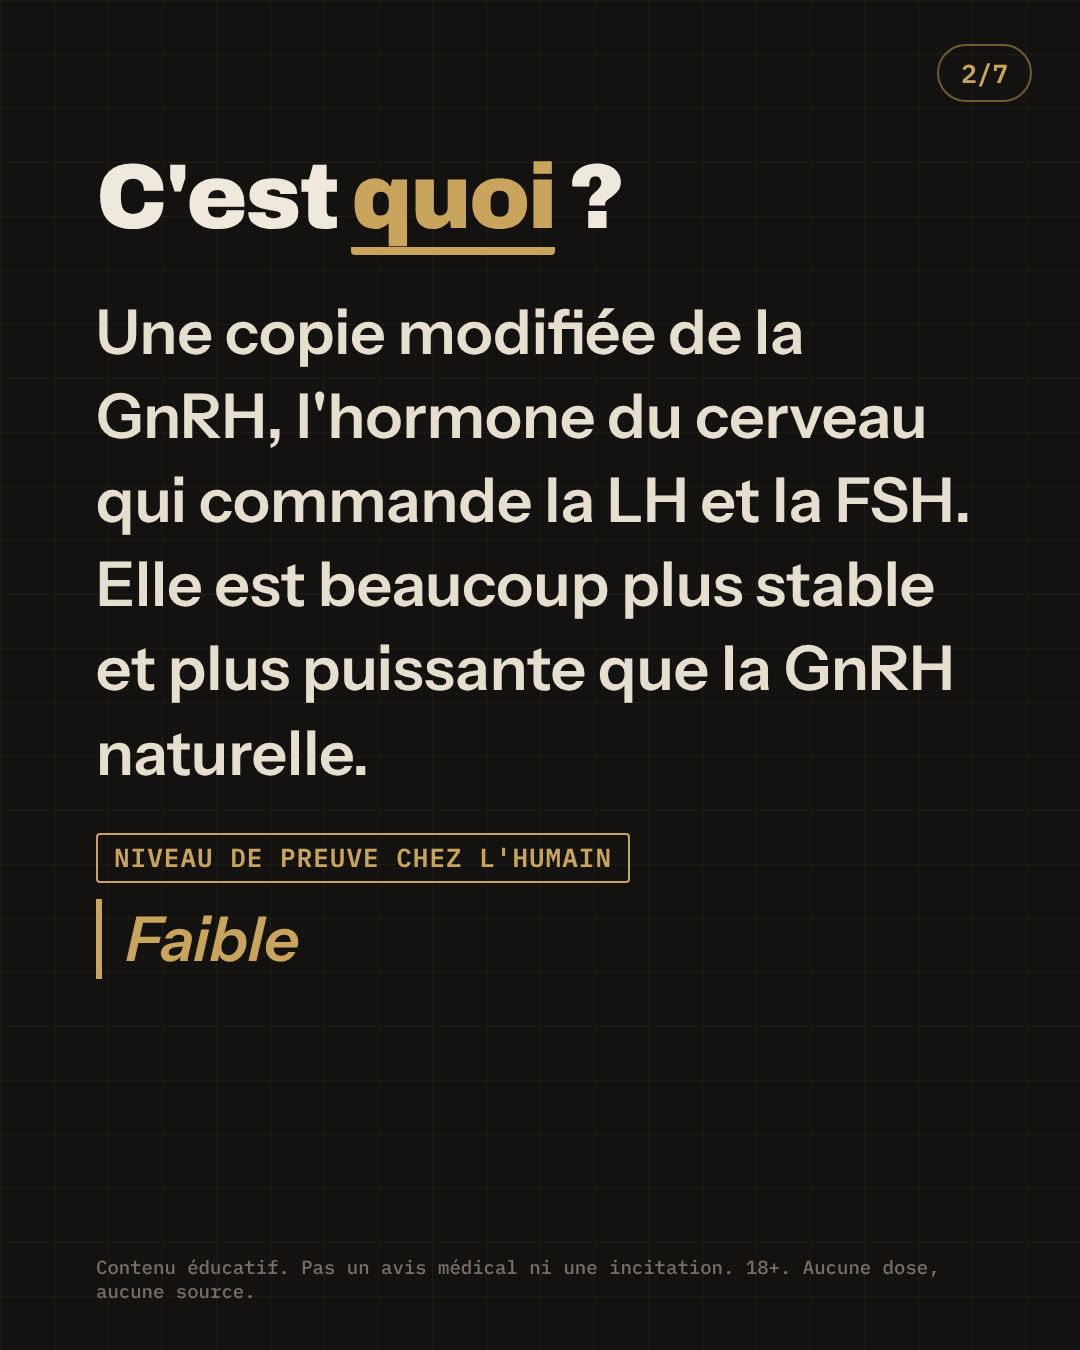 2/7
C'est quoi ?
Une copie modifiée de la
GnRH, l'hormone du cerveau
qui commande la LH et la FSH.
Elle est beaucoup plus stable
et plus puissante que la GnRH
naturelle.
NIVEAU DE PREUVE CHEZ L'HUMAIN
Faible
Contenu éducatif. Pas un avis médical ni une incitation. 18+. Aucune dose,
aucune source.